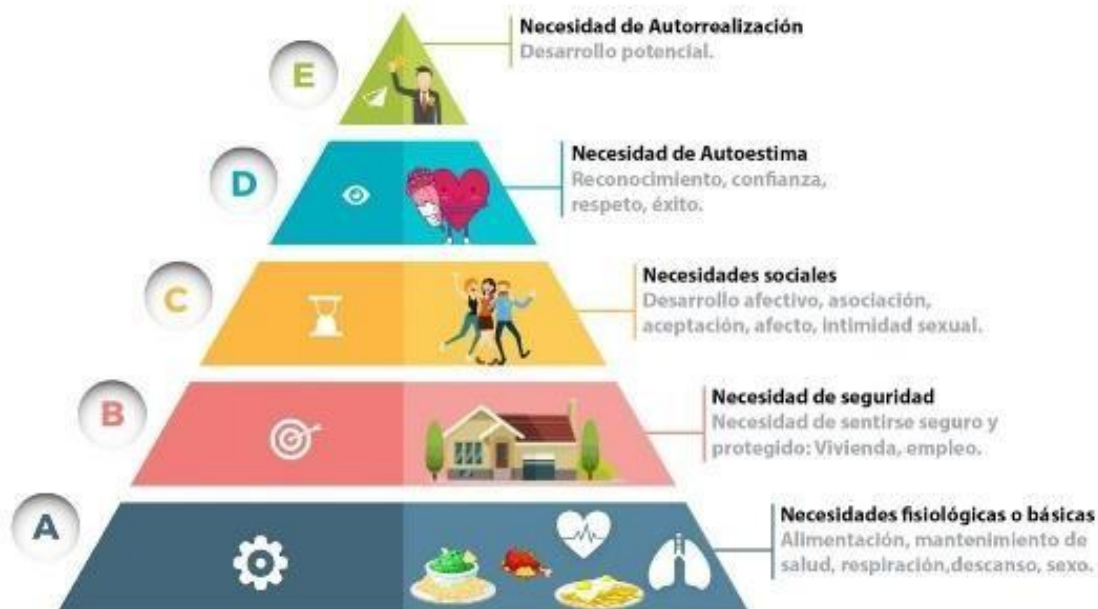 Necesidad de Autorrealización
Desarrollo potencial.
E
Necesidad de Autoestima
Reconocimiento, confianza,
respeto, éxito.
D
Necesidades sociales
Desarrollo afectivo, asociación,
aceptación, afecto, intimidad sexual.
C
Necesidad de seguridad
Necesidad de sentirse seguro y
protegido: Vivienda, empleo.
B
Necesidades fisiológicas o básicas
Alimentación, mantenimiento de
salud, respiración,descanso, sexo.
A